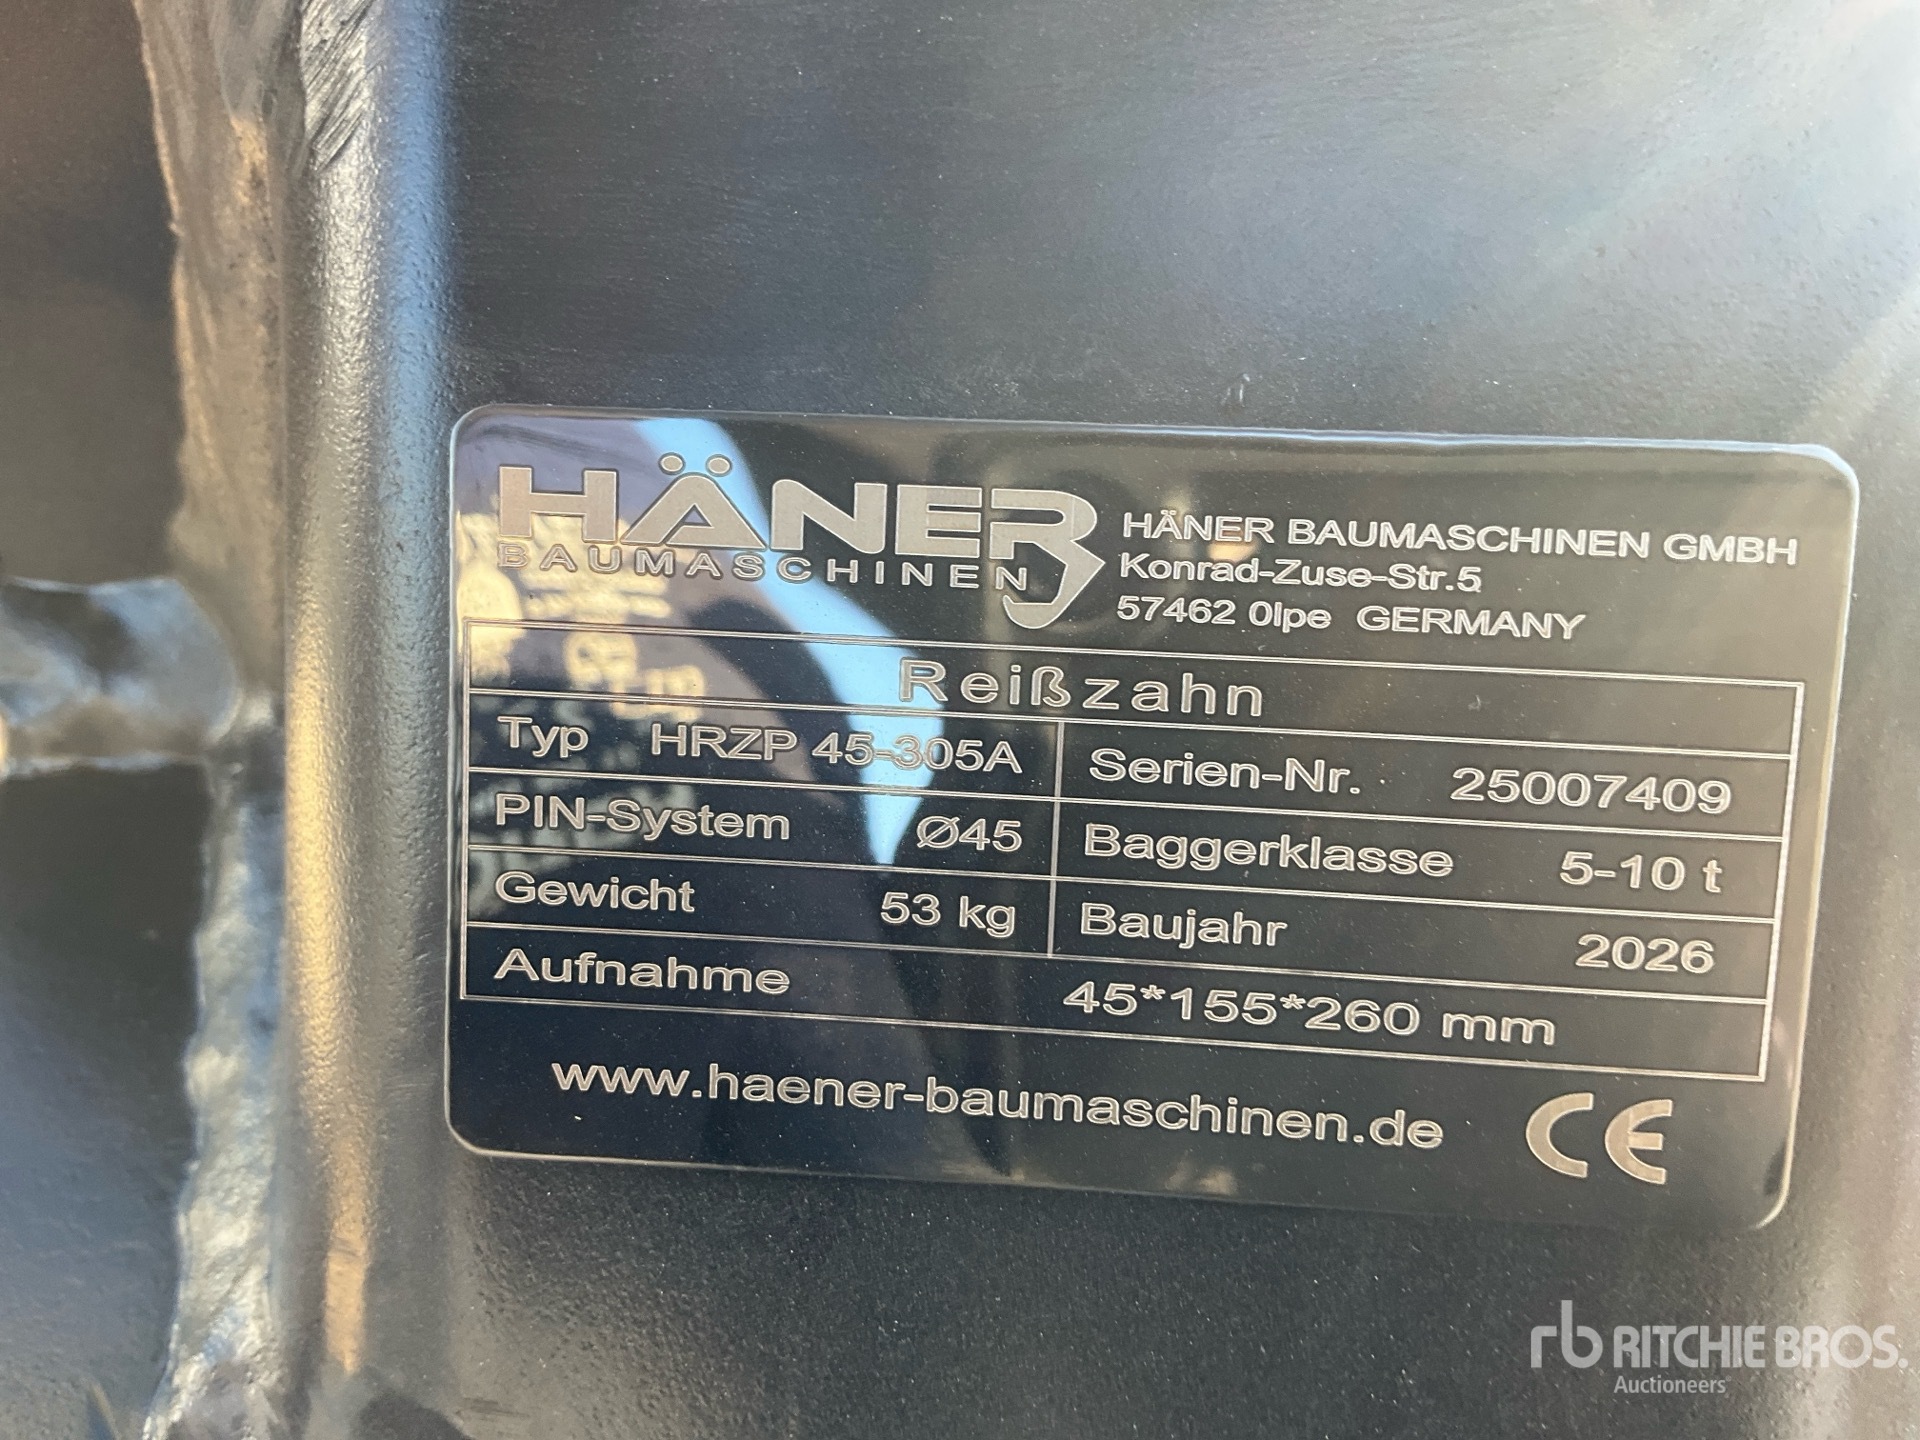 HÄNER
BAUMASCHINEN
HÄNER BAUMASCHINEN GMBH
Konrad-Zuse-Str.5
57462 Olpe GERMANY
Reißzahn
Typ HRZP 45-305A
Serien-Nr. 25007409
PIN-System Ø45
Baggerklasse 5-10 t
Gewicht 53 kg
Baujahr 2026
Aufnahme 45*155*260 mm
www.haener-baumaschinen.de CE
rb RITCHIE BROS.
Auctioneers